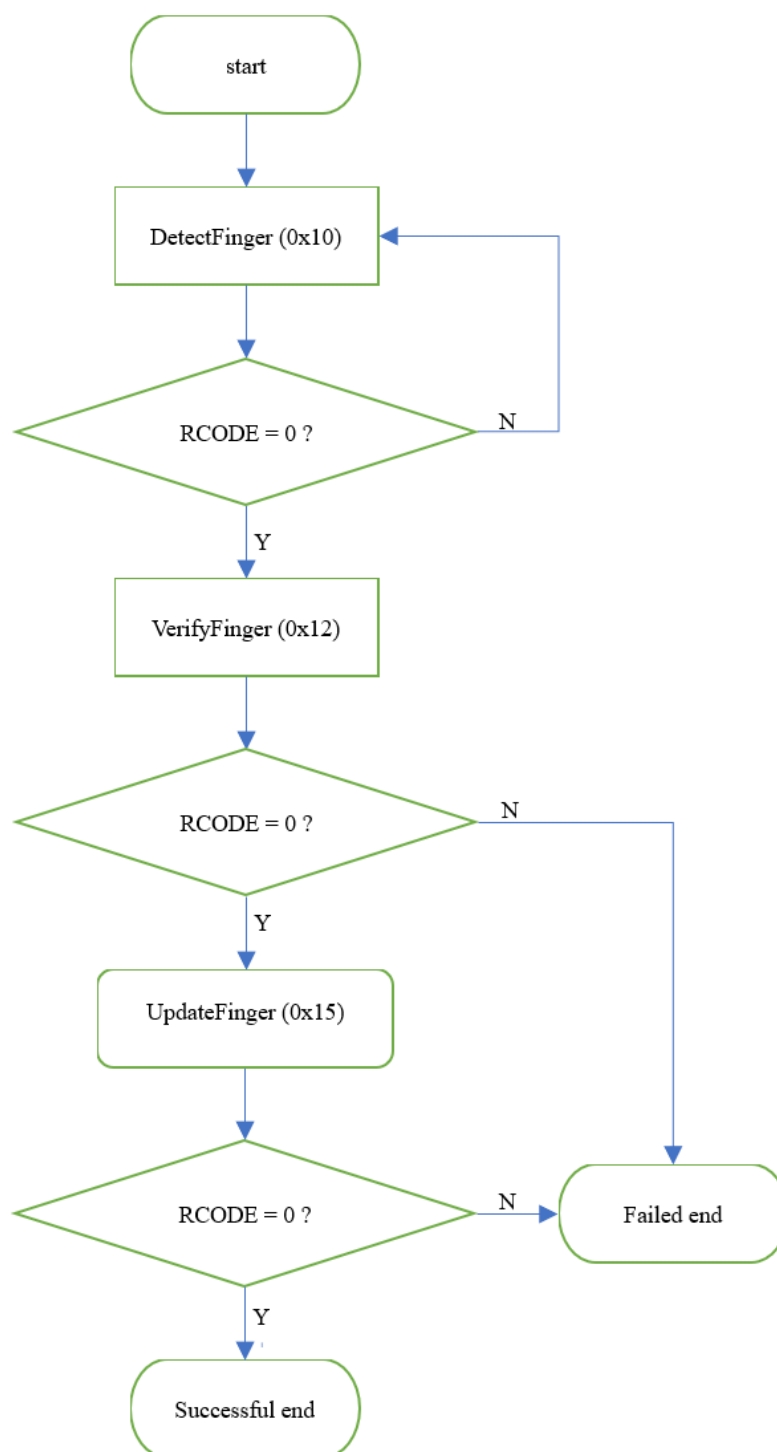 start
DetectFinger (0x10)
RCODE = 0 ?
N
Y
VerifyFinger (0x12)
RCODE = 0 ?
N
Y
UpdateFinger (0x15)
RCODE = 0 ?
N
Failed end
Y
Successful end